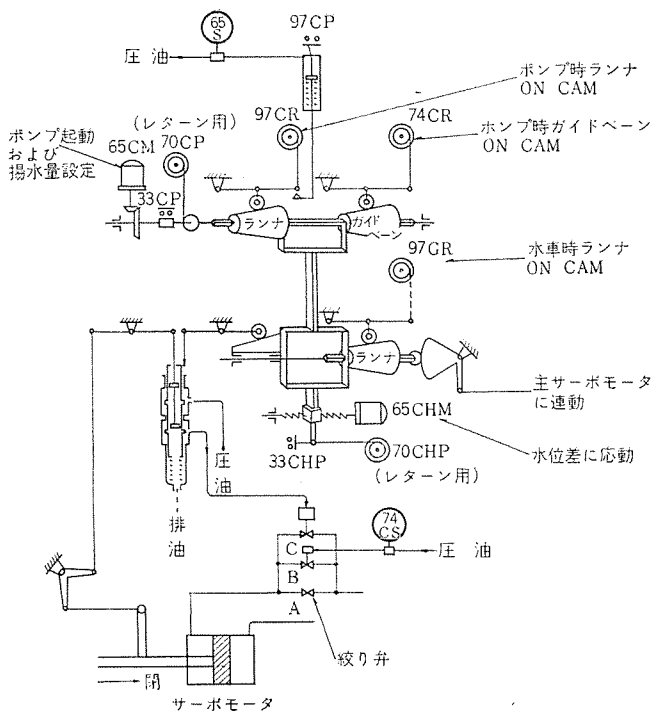 65
S
97CP
圧 油
ポンプ時ランナ
ON CAM
(レターン用)
97CR
74CR
ポンプ起動
および
揚水量設定
65CM
70CP
ホンプ時ガイドベーン
ON CAM
33CP
ランナ
ガイド
ベーン
97GR
水車時ランナ
ON CAM
ランナ
主サーボモータ
に連動
65CHM
33CHP
70CHP
(レターン用)
水位差に応動
圧
油
排
油
74
CS
C
圧 油
B
A
絞り弁
閉
サーボモータ